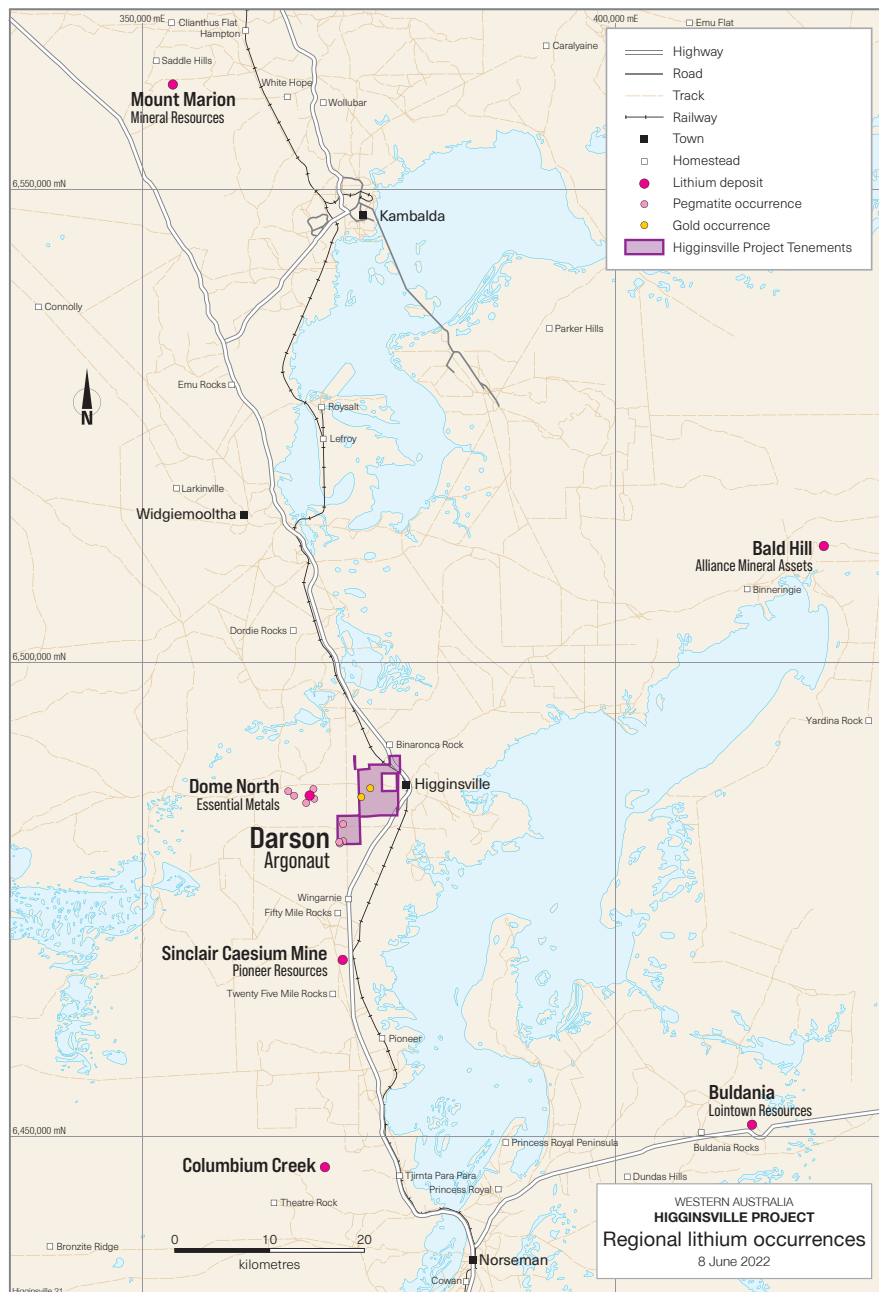 350,000 mE
400,000 mE
Clianthus Flat
Hampton
Emu Flat
Caralyaine
Saddle Hills
White Hope
Wollubar
Mount Marion
Mineral Resources
Highway
Road
Track
Railway
Town
Homestead
Lithium deposit
Pegmatite occurrence
Gold occurrence
Higginsville Project Tenements
6,550,000 mN
Kambalda
Connolly
Parker Hills
Emu Rocks
N
Roysalt
Lefroy
Larkinville
Widgiemooltha
Bald Hill
Alliance Mineral Assets
Binneringie
Dordie Rocks
6,500,000 mN
Yardina Rock
Binaronca Rock
Dome North
Essential Metals
Higginsville
Darson
Argonaut
Wingarnie
Fifty Mile Rocks
Sinclair Caesium Mine
Pioneer Resources
Twenty Five Mile Rocks
Pioneer
Buldania
Lointown Resources
6,450,000 mN
Princess Royal Peninsula
Buldania Rocks
Columbium Creek
Tjirnta Para Para
Princess Royal
Dundas Hills
Theatre Rock
WESTERN AUSTRALIA
HIGGINSVILLE PROJECT
Regional lithium occurrences
8 June 2022
Bronzite Ridge
0 10 20
kilometres
Norseman
Cowan
Higginsville 21